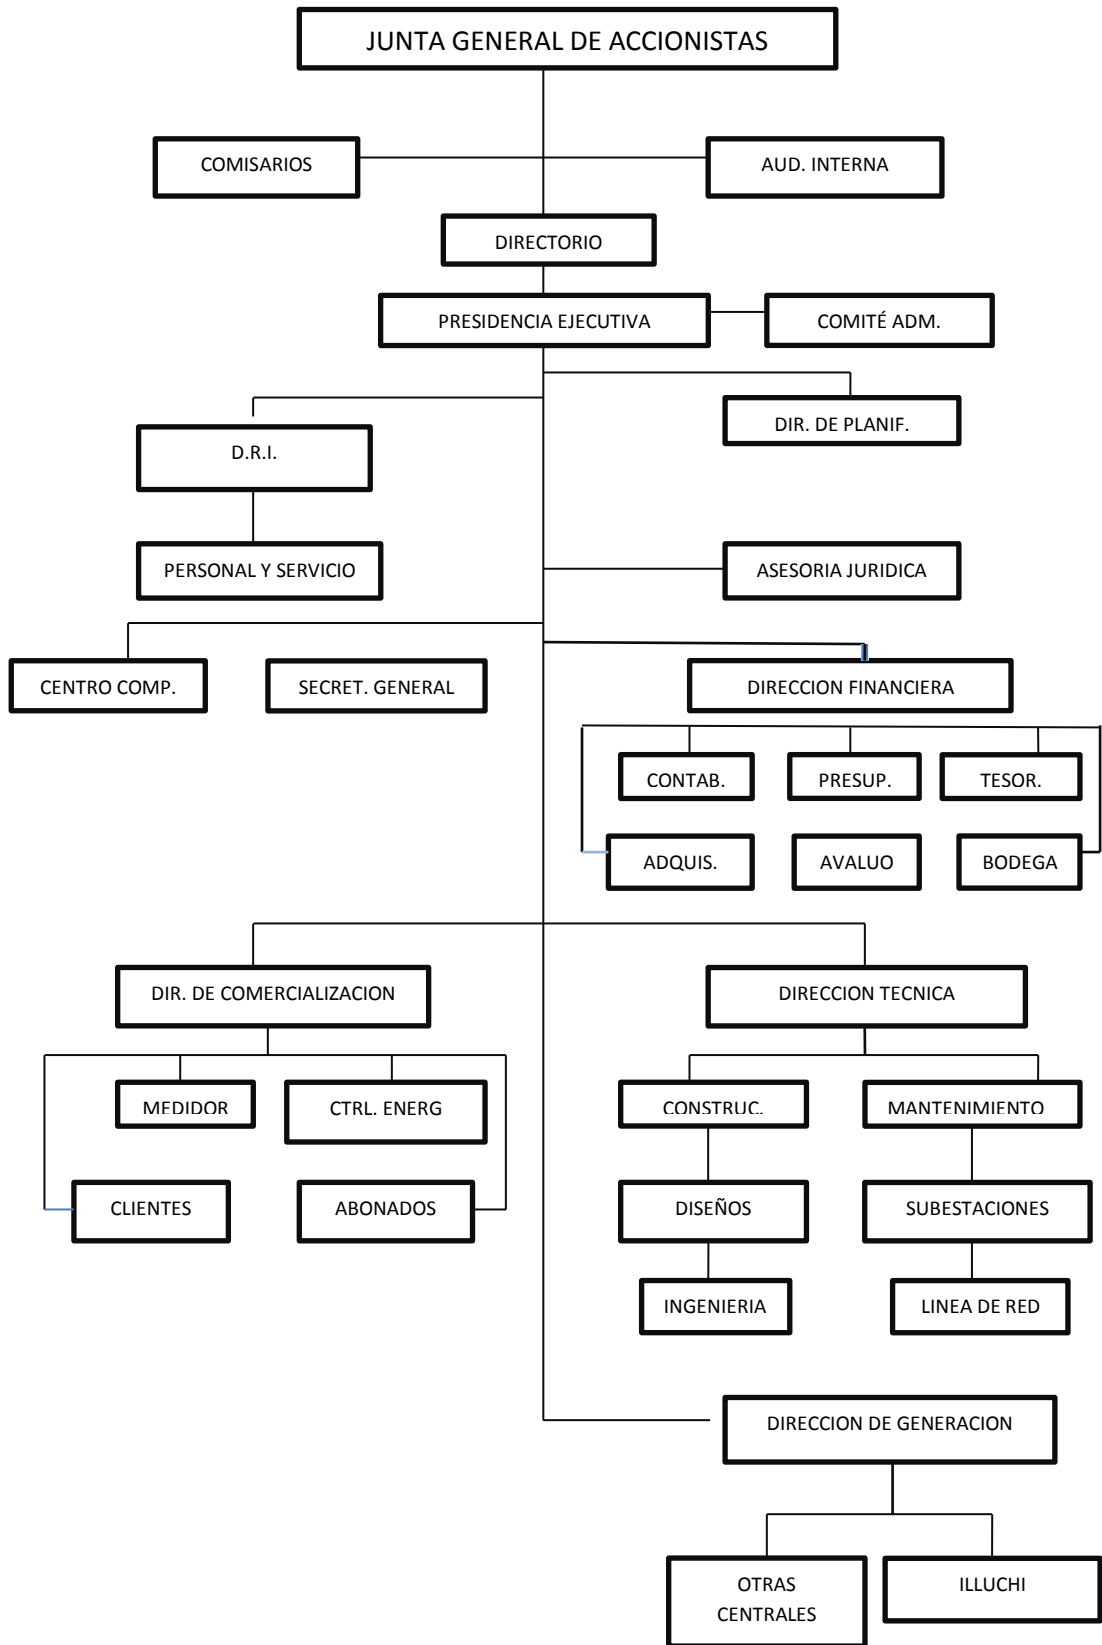 JUNTA GENERAL DE ACCIONISTAS
COMISARIOS
AUD. INTERNA
DIRECTORIO
PRESIDENCIA EJECUTIVA
COMITÉ ADM.
DIR. DE PLANIF.
D.R.I.
PERSONAL Y SERVICIO
ASESORIA JURIDICA
CENTRO COMP.
SECRET. GENERAL
DIRECCION FINANCIERA
CONTAB.
PRESUP.
TESOR.
ADQUIS.
AVALUO
BODEGA
DIR. DE COMERCIALIZACION
DIRECCION TECNICA
MEDIDOR
CTRL. ENERG
CONSTRUC.
MANTENIMIENTO
CLIENTES
ABONADOS
DISEÑOS
SUBESTACIONES
INGENIERIA
LINEA DE RED
DIRECCION DE GENERACION
OTRAS
CENTRALES
ILLUCHI